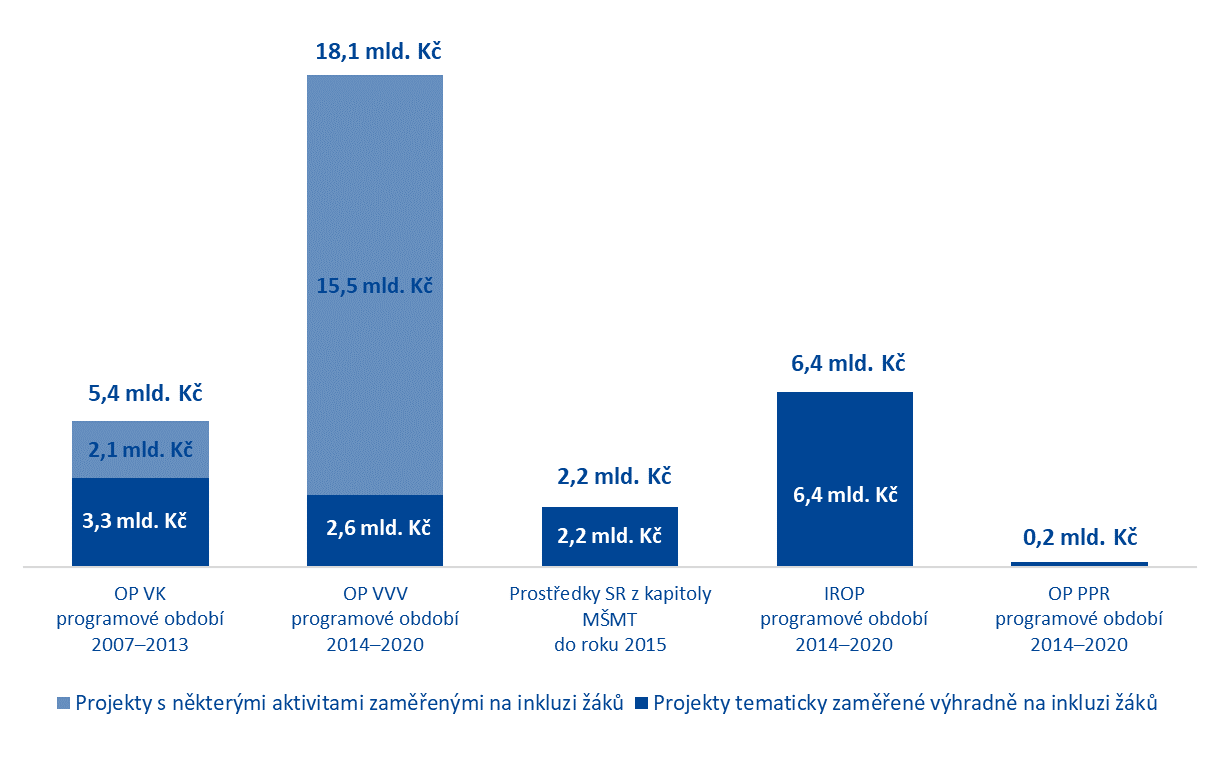 18,1 mld. Kč
15,5 mld. Kč
2,6 mld. Kč
5,4 mld. Kč
2,1 mld. Kč
3,3 mld. Kč
2,2 mld. Kč
2,2 mld. Kč
6,4 mld. Kč
6,4 mld. Kč
0,2 mld. Kč
OP VK
programové období
2007–2013
OP VVV
programové období
2014–2020
Prostředky SR z kapitoly
MŠMT
do roku 2015
IROP
programové období
2014–2020
OP PPR
programové období
2014–2020
Projekty s některými aktivitami zaměřenými na inkluzi žáků
Projekty tematicky zaměřené výhradně na inkluzi žáků